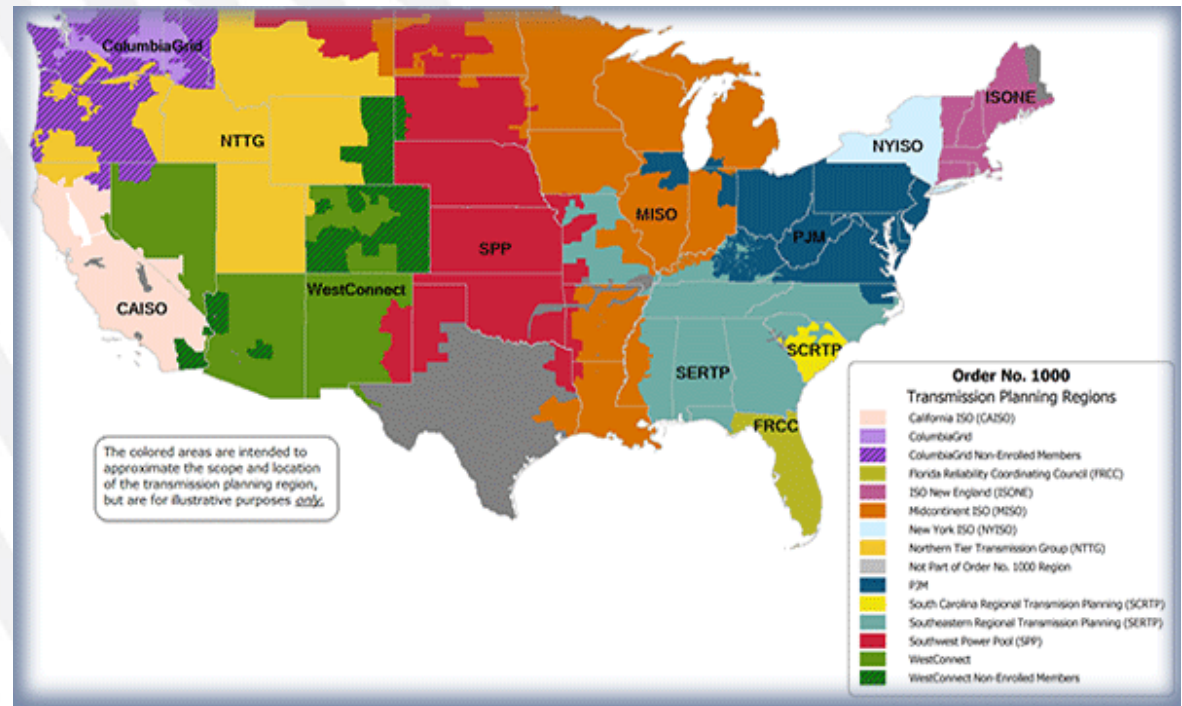 ColumbiaGrid
ISONE
NTTG
NYISO
MISO
PJM
SPP
WestConnect
CAISO
SCRTP
SERTP
FRCC
The colored areas are intended to
approximate the scope and location
of the transmission planning region,
but are for illustrative purposes only.
Order No. 1000
Transmission Planning Regions
California ISO (CAISO)
ColumbiaGrid
ColumbiaGrid Non-Enrolled Members
Florida Reliability Coordinating Council (FRCC)
ISO New England (ISONE)
Midcontinent ISO (MISO)
New York ISO (NYISO)
Northern Tier Transmission Group (NTTG)
Not Part of Order No. 1000 Region
PJM
South Carolina Regional Transmision Planning (SCRTP)
Southeastern Regional Transmission Planning (SERTP)
Southwest Power Pool (SPP)
WestConnect
WestConnect Non-Enrolled Members